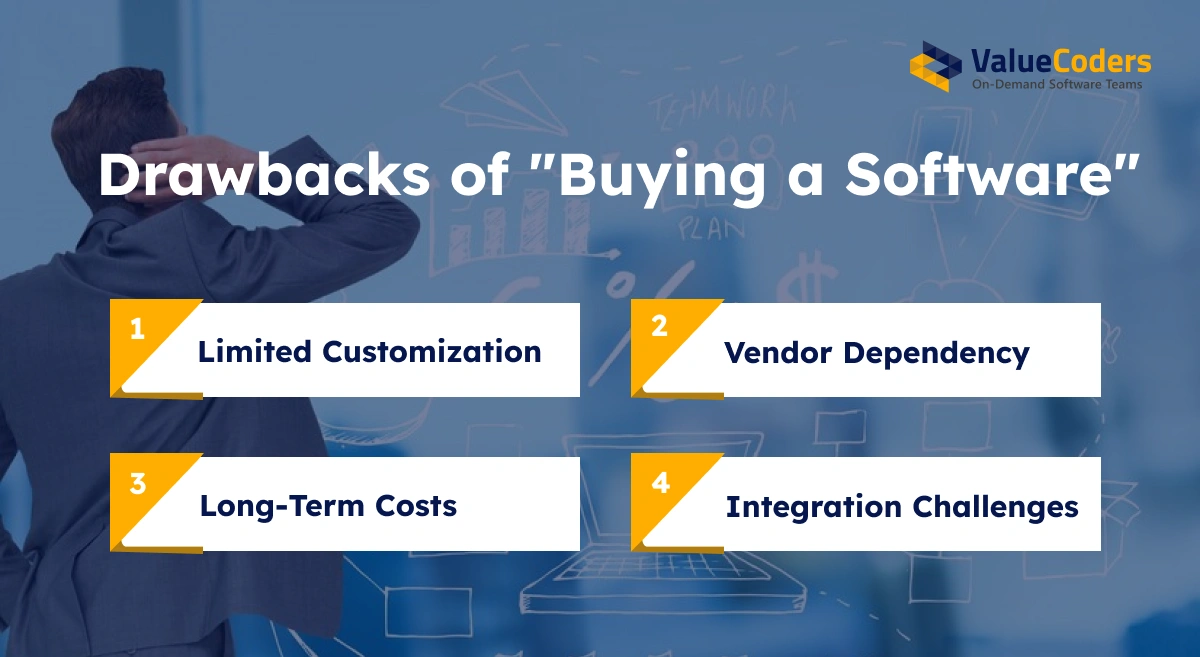 ValueCoders
On-Demand Software Teams
TEAMWORK
Drawbacks of "Buying a Software"
PLAN
%
$
1
Limited Customization
2
Vendor Dependency
3
Long-Term Costs
4
Integration Challenges